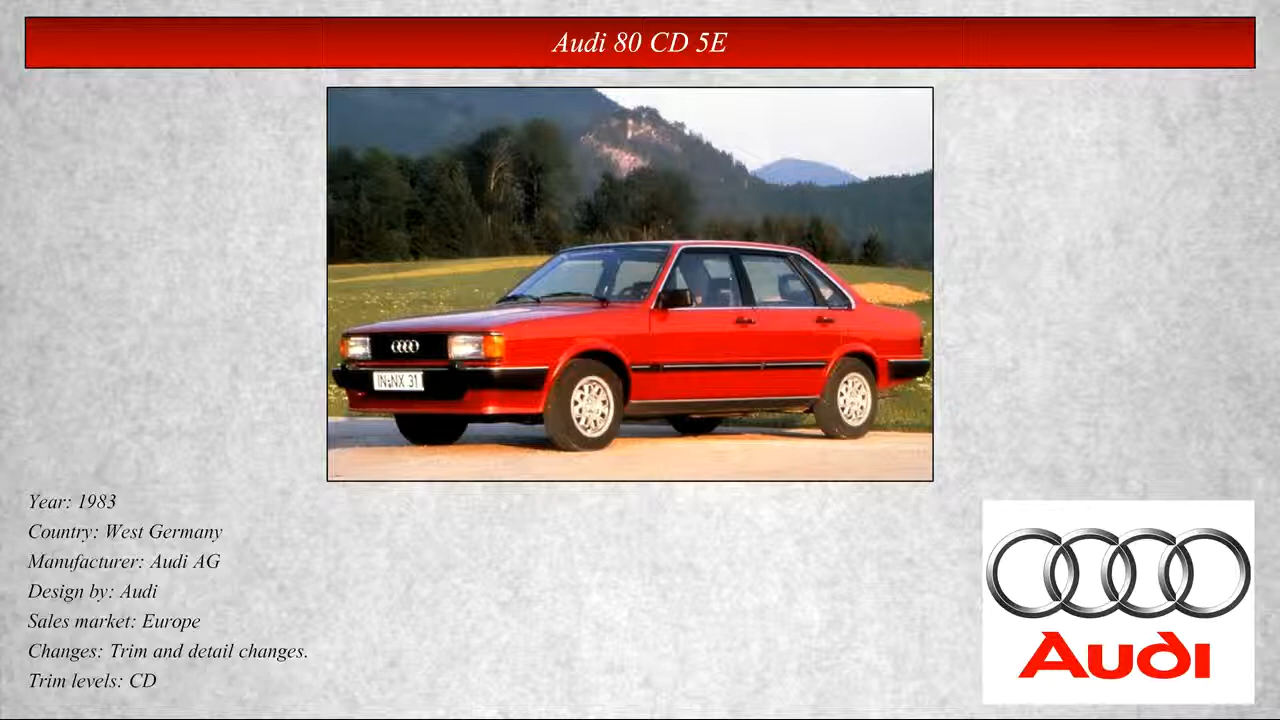 Audi 80 CD 5E
IN-NX 31
Year: 1983
Country: West Germany
Manufacturer: Audi AG
Design by: Audi
Sales market: Europe
Changes: Trim and detail changes.
Trim levels: CD
Audi